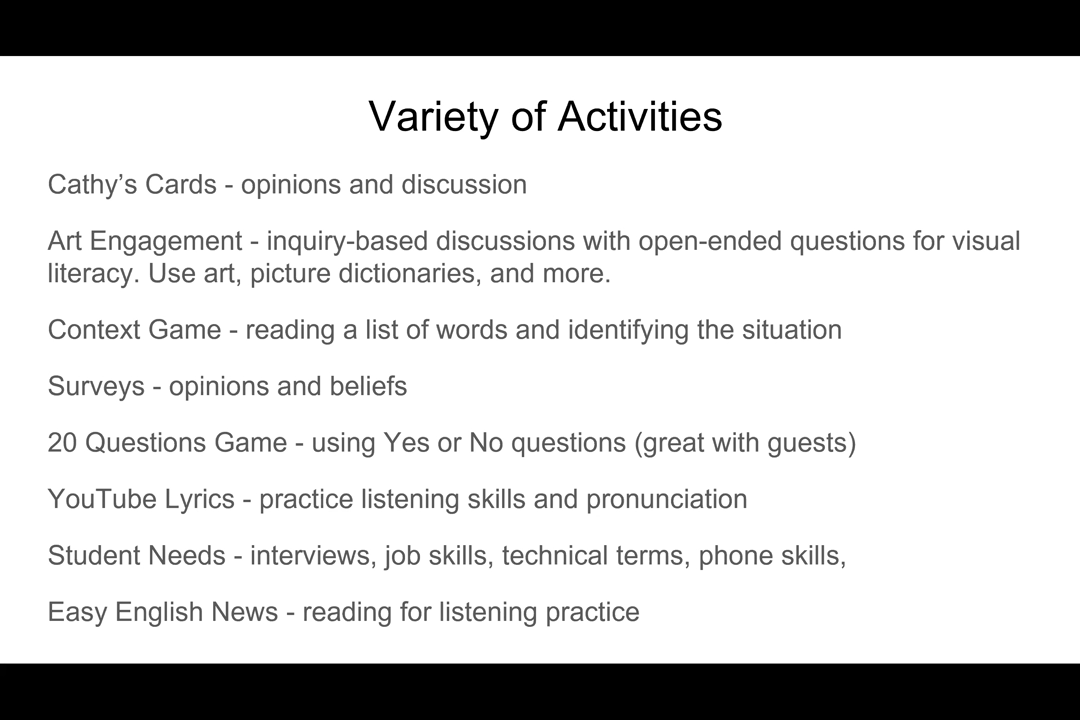 Variety of Activities
Cathy’s Cards - opinions and discussion
Art Engagement - inquiry-based discussions with open-ended questions for visual
literacy. Use art, picture dictionaries, and more.
Context Game - reading a list of words and identifying the situation
Surveys - opinions and beliefs
20 Questions Game - using Yes or No questions (great with guests)
YouTube Lyrics - practice listening skills and pronunciation
Student Needs - interviews, job skills, technical terms, phone skills,
Easy English News - reading for listening practice